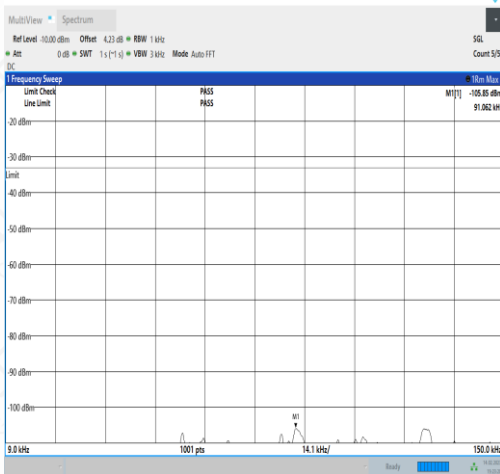 MultiView Spectrum
Ref Level -10.00 dBm Offset 4.23 dB RBW 1 kHz SGL
Att 0 dB SWT 1 s (~1 s) VBW 3 kHz Mode Auto FFT Count 5/5
DC
1 Frequency Sweep 1Rm Max
Limit Check PASS M1[1] -105.85 dBm
Line Limit PASS 91.062 kH
-20 dBm
-30 dBm
Limit
-40 dBm
-50 dBm
-60 dBm
-70 dBm
-80 dBm
-90 dBm
-100 dBm
M1
9.0 kHz 1001 pts 14.1 kHz/ 150.0 kHz
Ready